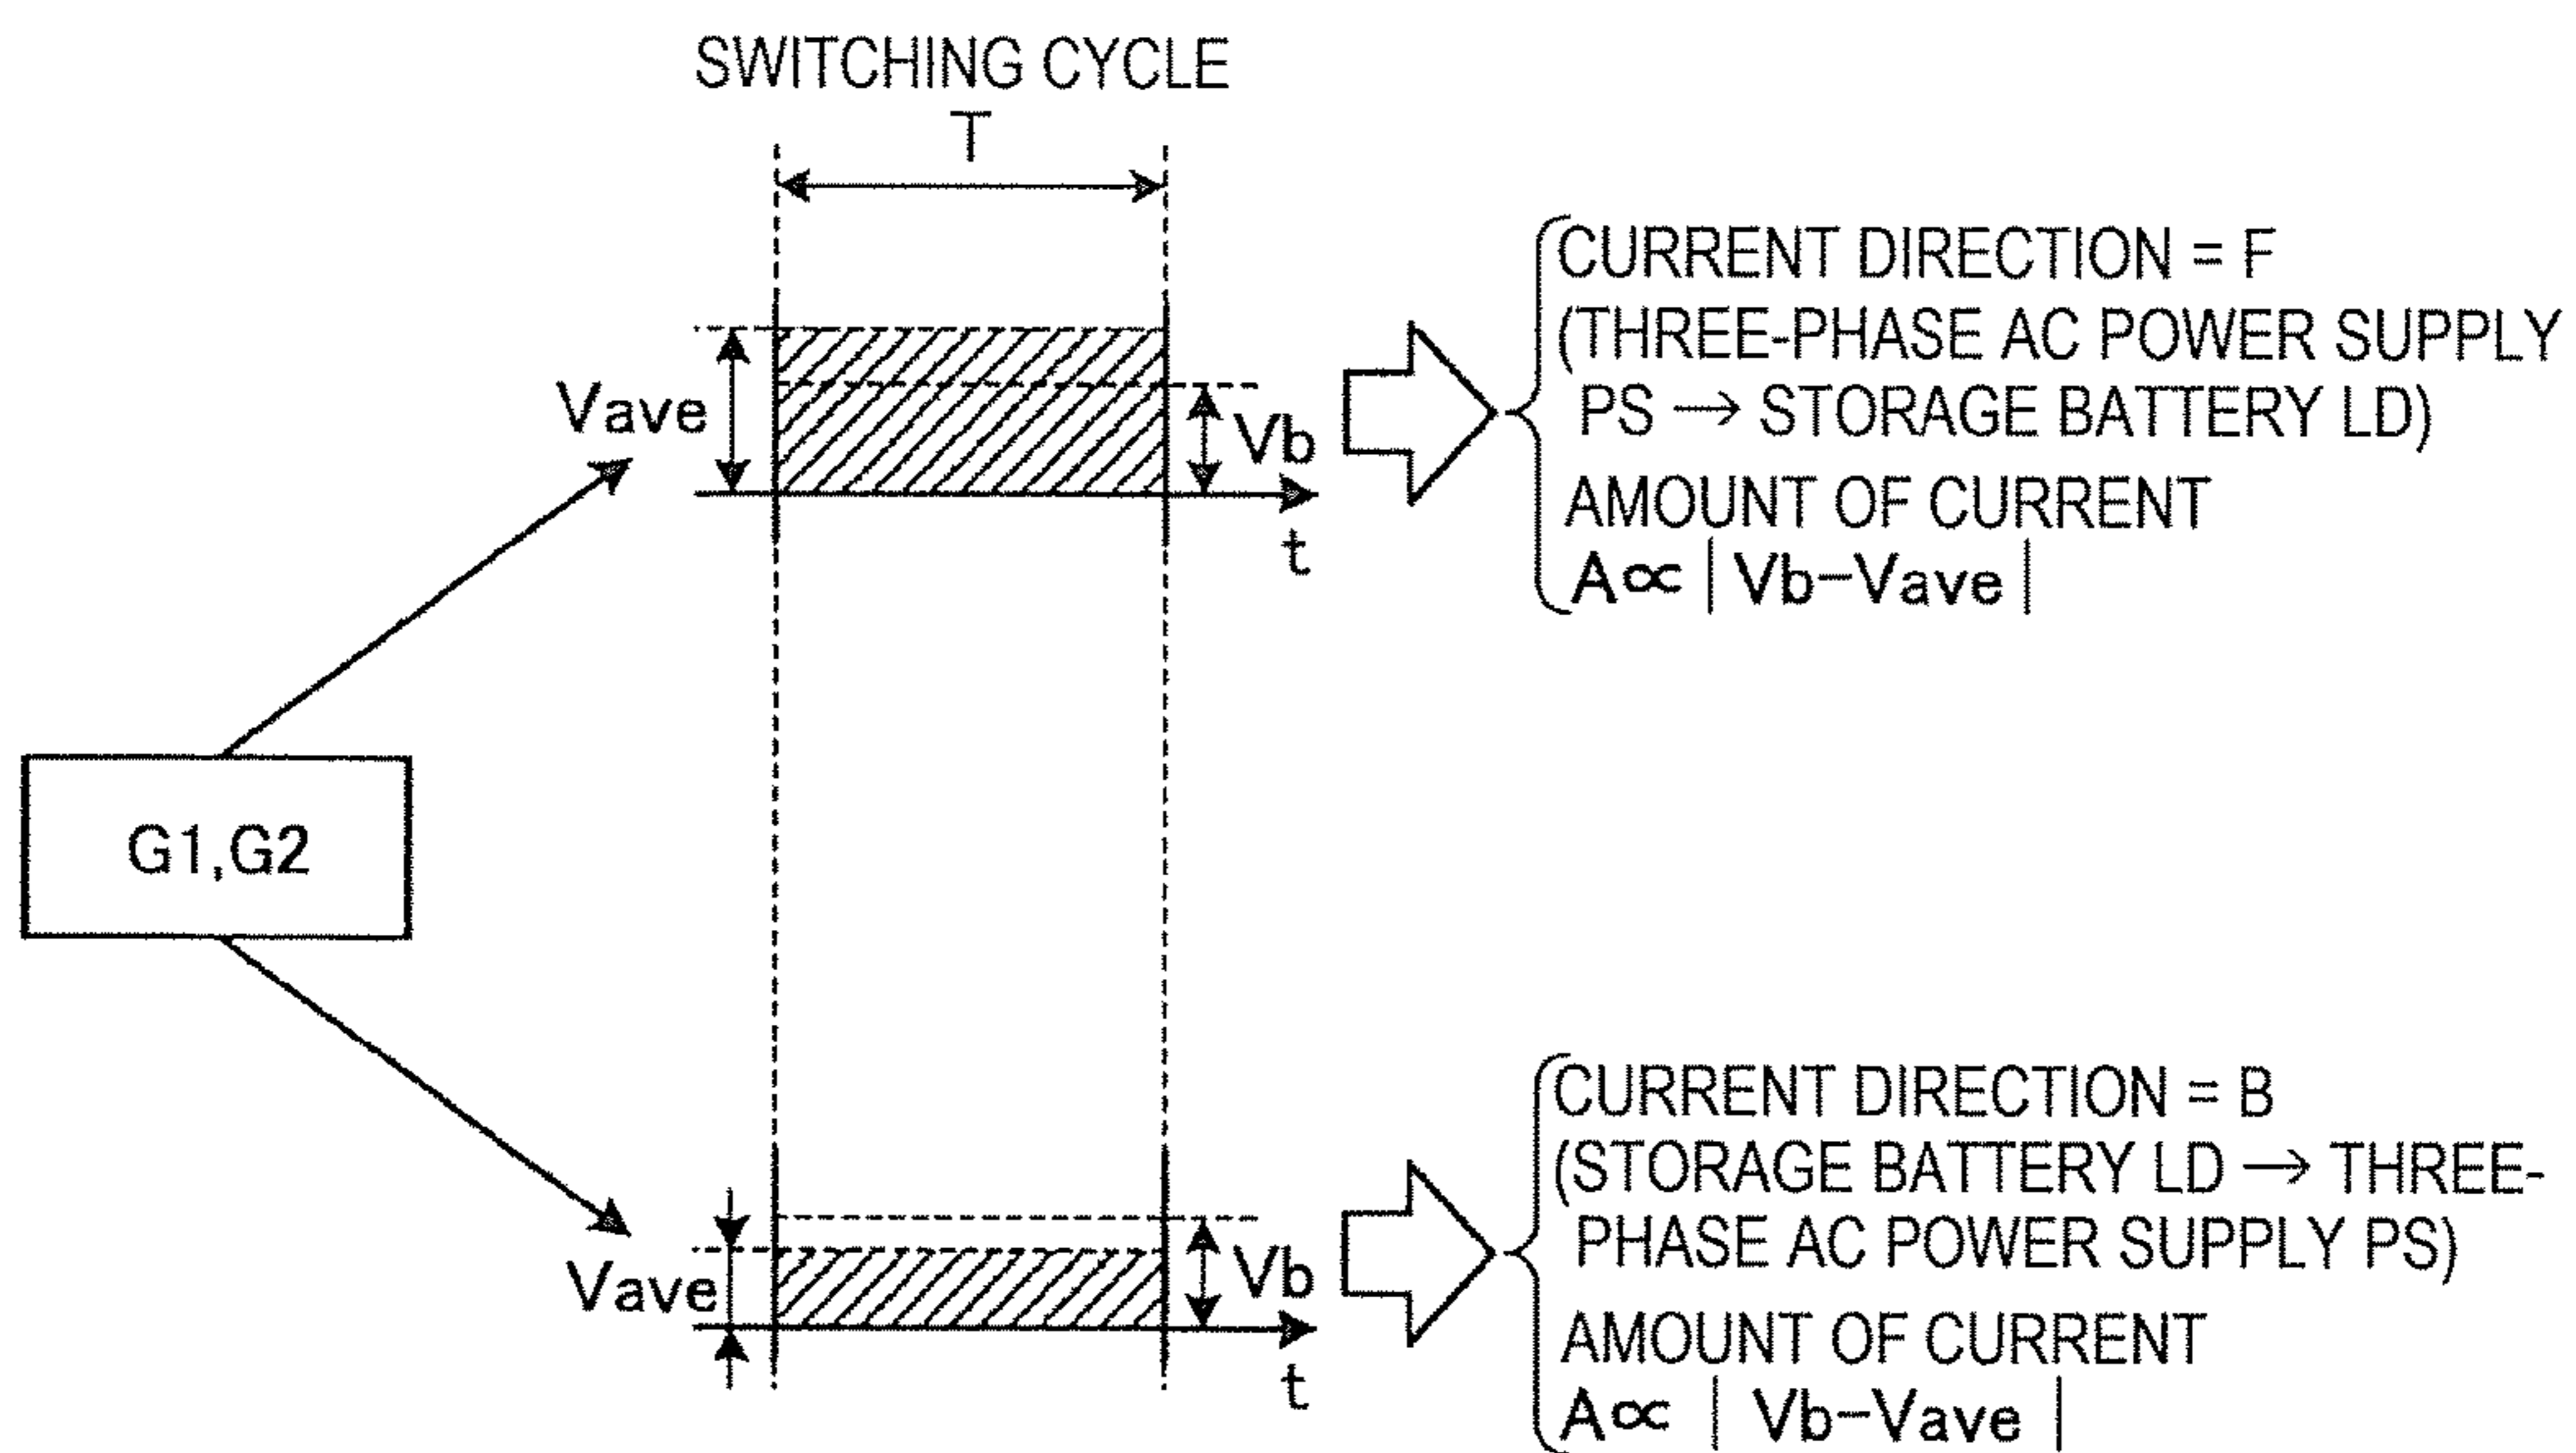 SWITCHING CYCLE
T
Vave
Vb
t
CURRENT DIRECTION = F
(THREE-PHASE AC POWER SUPPLY
PS → STORAGE BATTERY LD)
AMOUNT OF CURRENT
A∝ | Vb-Vave |
G1,G2
Vave
Vb
t
CURRENT DIRECTION = B
(STORAGE BATTERY LD → THREE-
PHASE AC POWER SUPPLY PS)
AMOUNT OF CURRENT
A∝ | Vb-Vave |